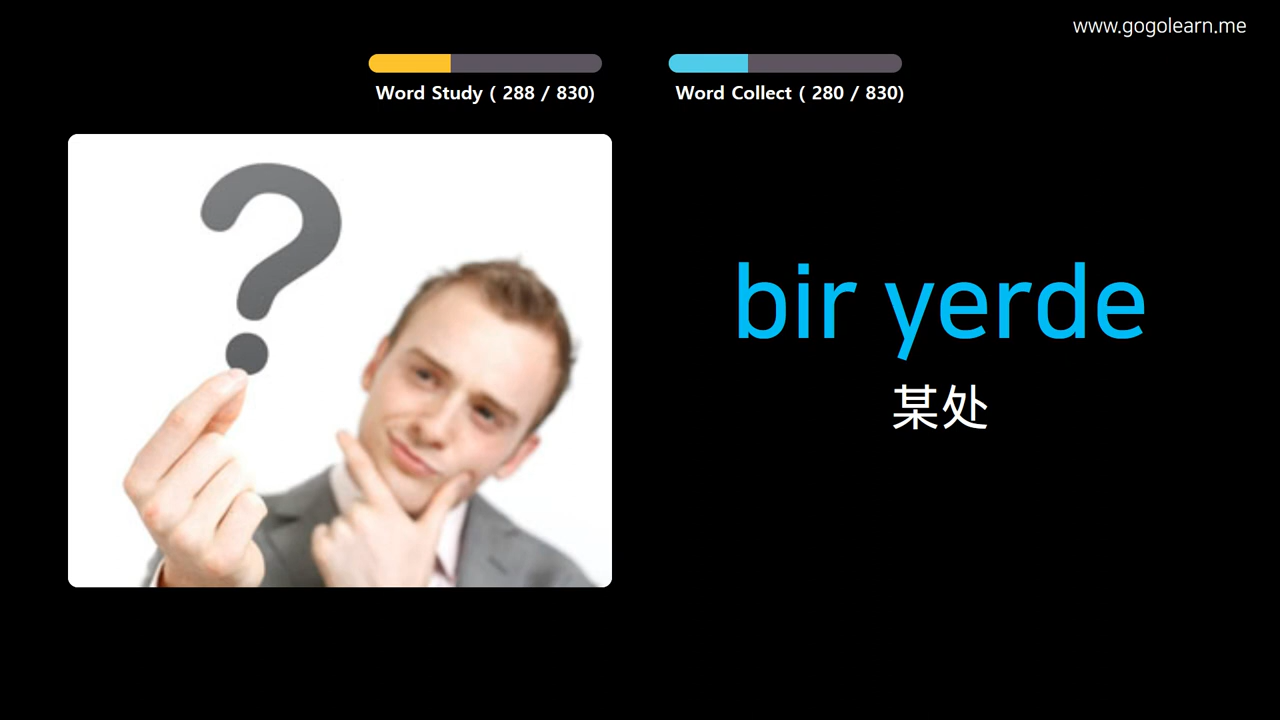 www.gogolearn.me
Word Study ( 288 / 830)
Word Collect ( 280 / 830)
?
bir yerde
某处